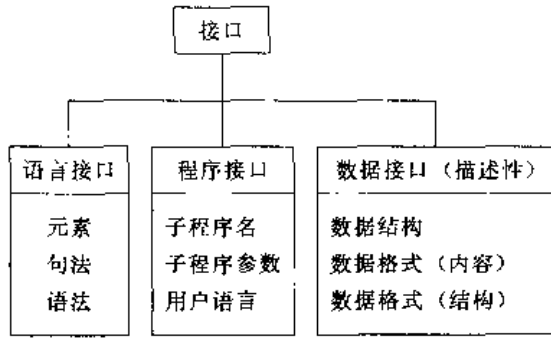 接口
语言接口
元素
句法
语法
程序接口
子程序名
子程序参数
用户语言
数据接口（描述性）
数据结构
数据格式（内容）
数据格式（结构）